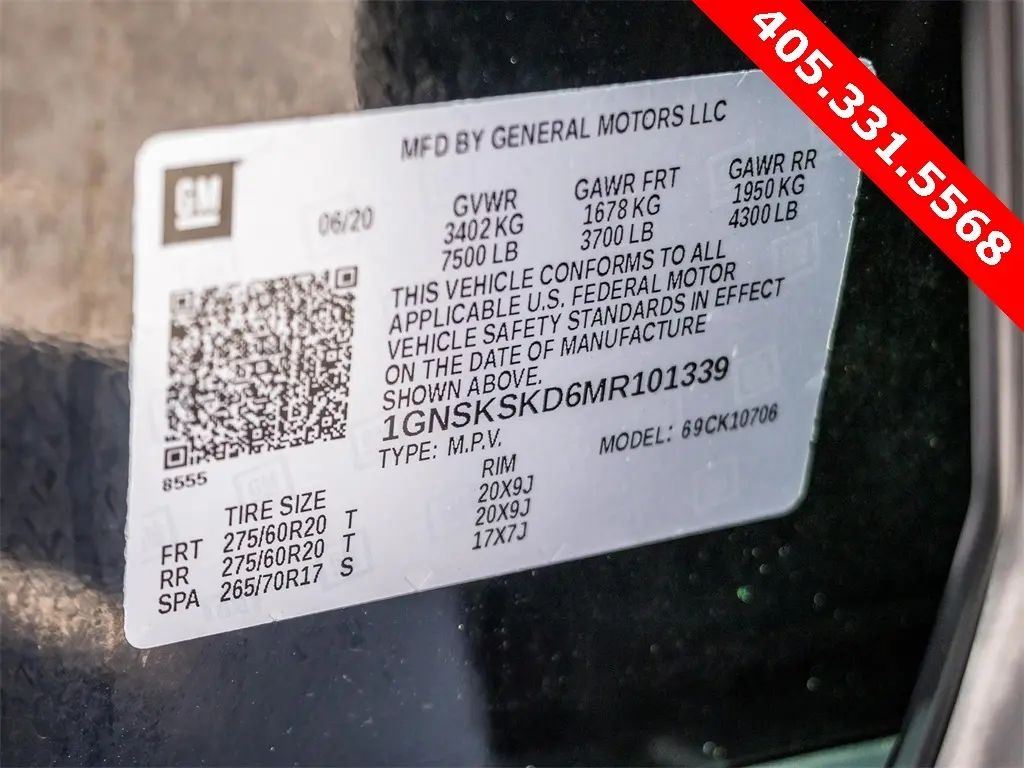 405.331.5568
MFD BY GENERAL MOTORS LLC
GM
06/20
GVWR
3402 KG
7500 LB
GAWR FRT
1678 KG
3700 LB
GAWR RR
1950 KG
4300 LB
THIS VEHICLE CONFORMS TO ALL
APPLICABLE U.S. FEDERAL MOTOR
VEHICLE SAFETY STANDARDS IN EFFECT
ON THE DATE OF MANUFACTURE
SHOWN ABOVE.
1GNSKSKD6MR101339
TYPE: M.P.V. MODEL: 69CK10706
8555
TIRE SIZE RIM
FRT 275/60R20 T 20X9J
RR 275/60R20 T 20X9J
SPA 265/70R17 S 17X7J